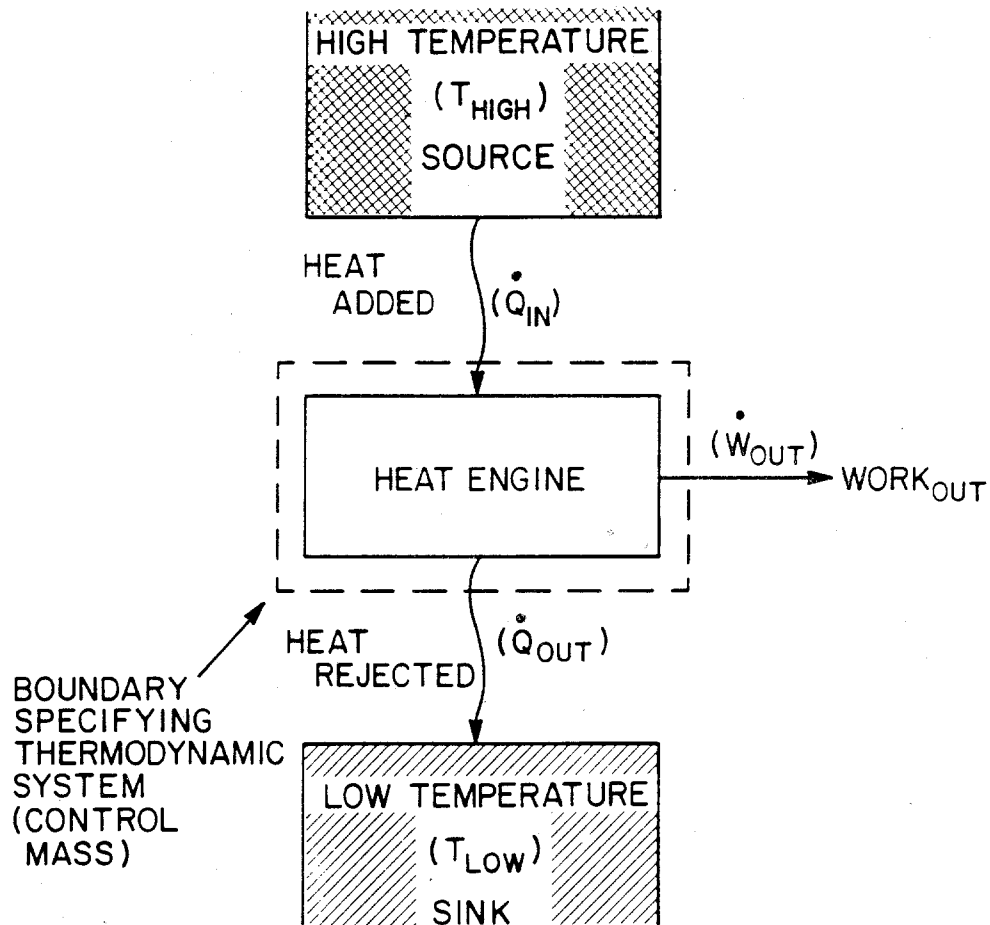 HIGH TEMPERATURE
(T_HIGH)
SOURCE
HEAT
ADDED
(Q̇_IN)
HEAT ENGINE
(Ẇ_OUT)
WORK_OUT
HEAT
REJECTED
(Q̇_OUT)
BOUNDARY
SPECIFYING
THERMODYNAMIC
SYSTEM
(CONTROL
MASS)
LOW TEMPERATURE
(T_LOW)
SINK